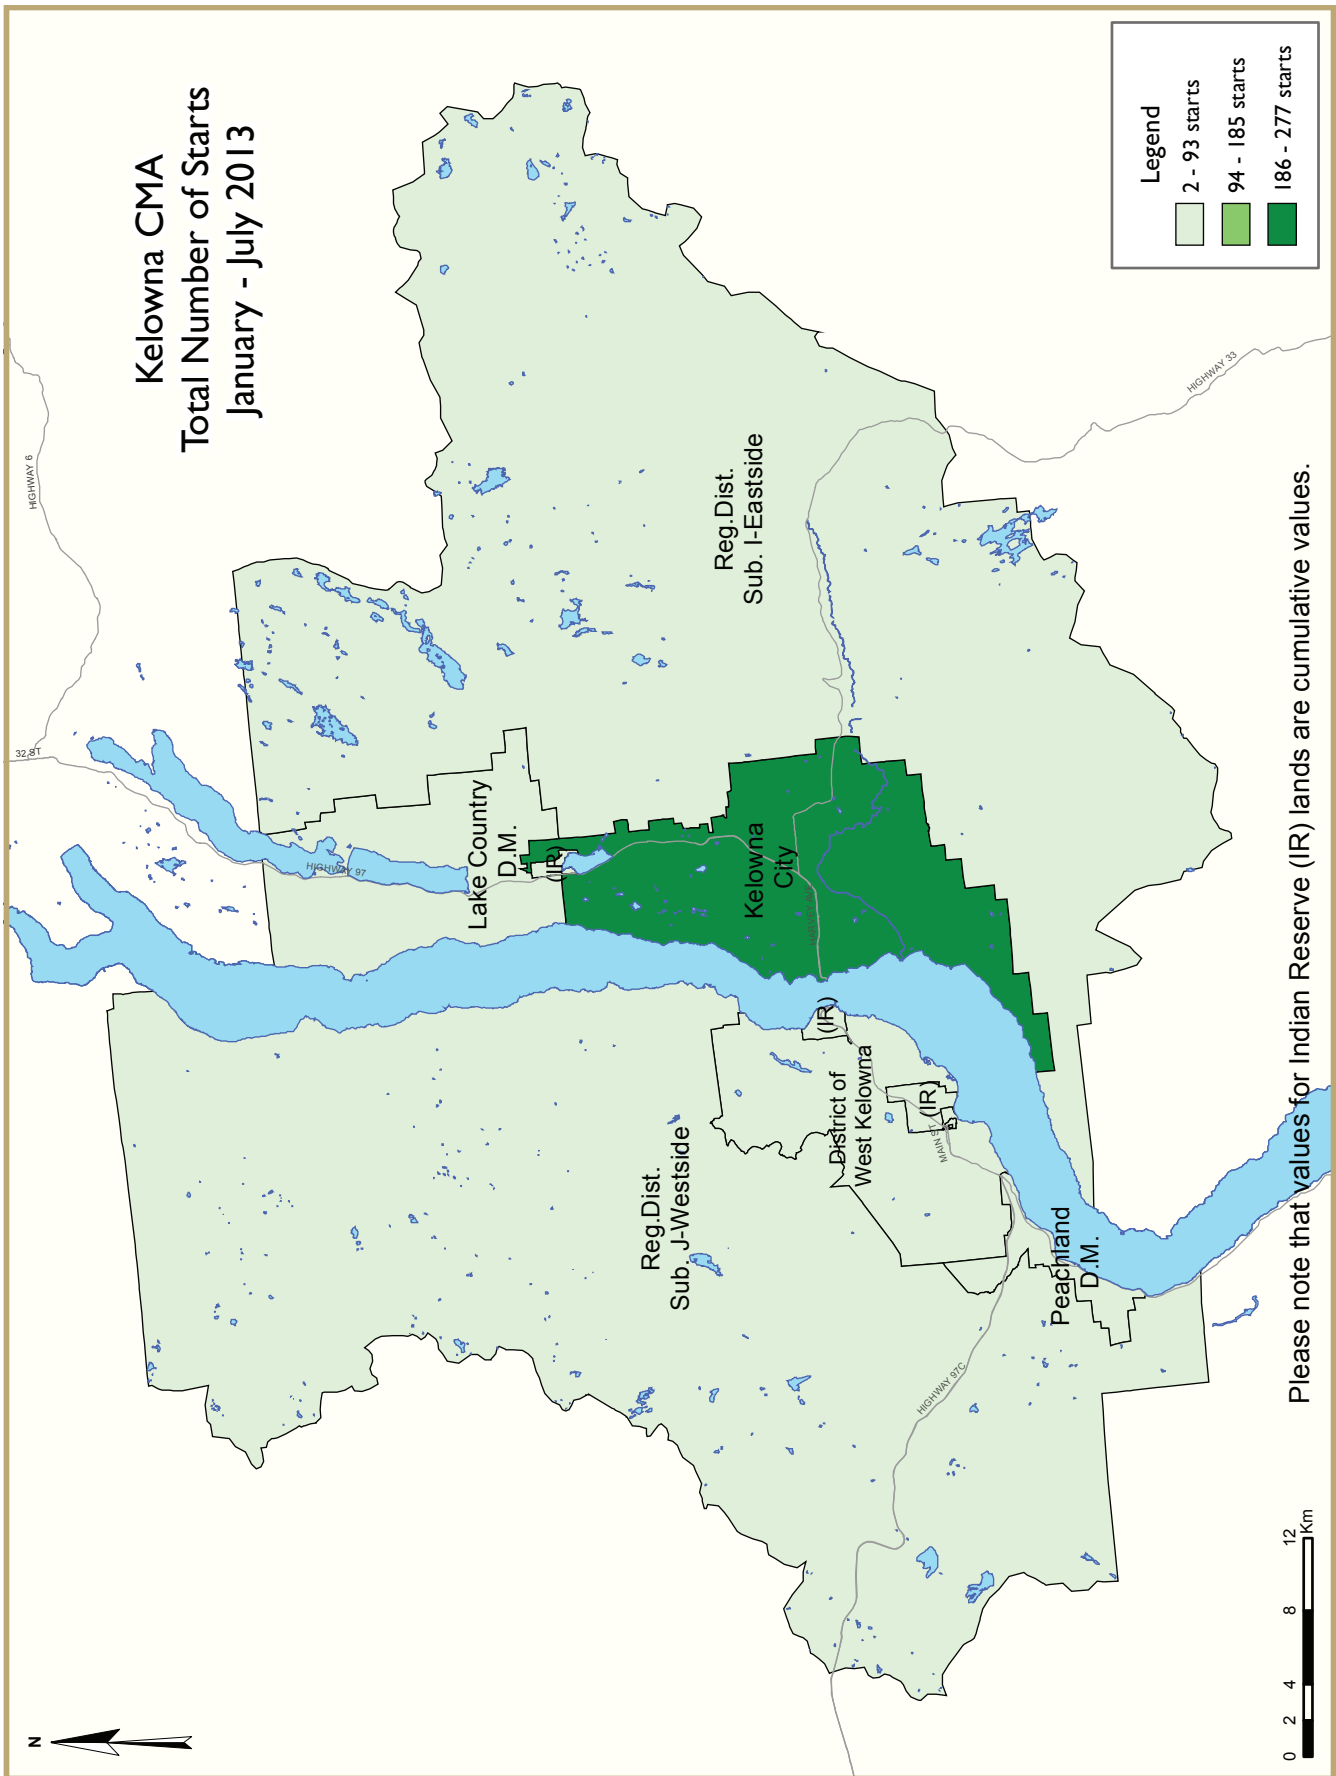 Kelowna CMA
Total Number of Starts
January - July 2013
Legend
2 - 93 starts
94 - 185 starts
186 - 277 starts
N
HIGHWAY 6
32 ST
HIGHWAY 97
Lake Country
D.M.
(IR)
Reg.Dist.
Sub. I-Eastside
HIGHWAY 33
Kelowna
City
HARVEY AVE
(IR)
District of
West Kelowna
(IR)
MAIN ST
Reg.Dist.
Sub. J-Westside
Peachland
D.M.
HIGHWAY 97C
0 2 4 8 12
Km
Please note that values for Indian Reserve (IR) lands are cumulative values.